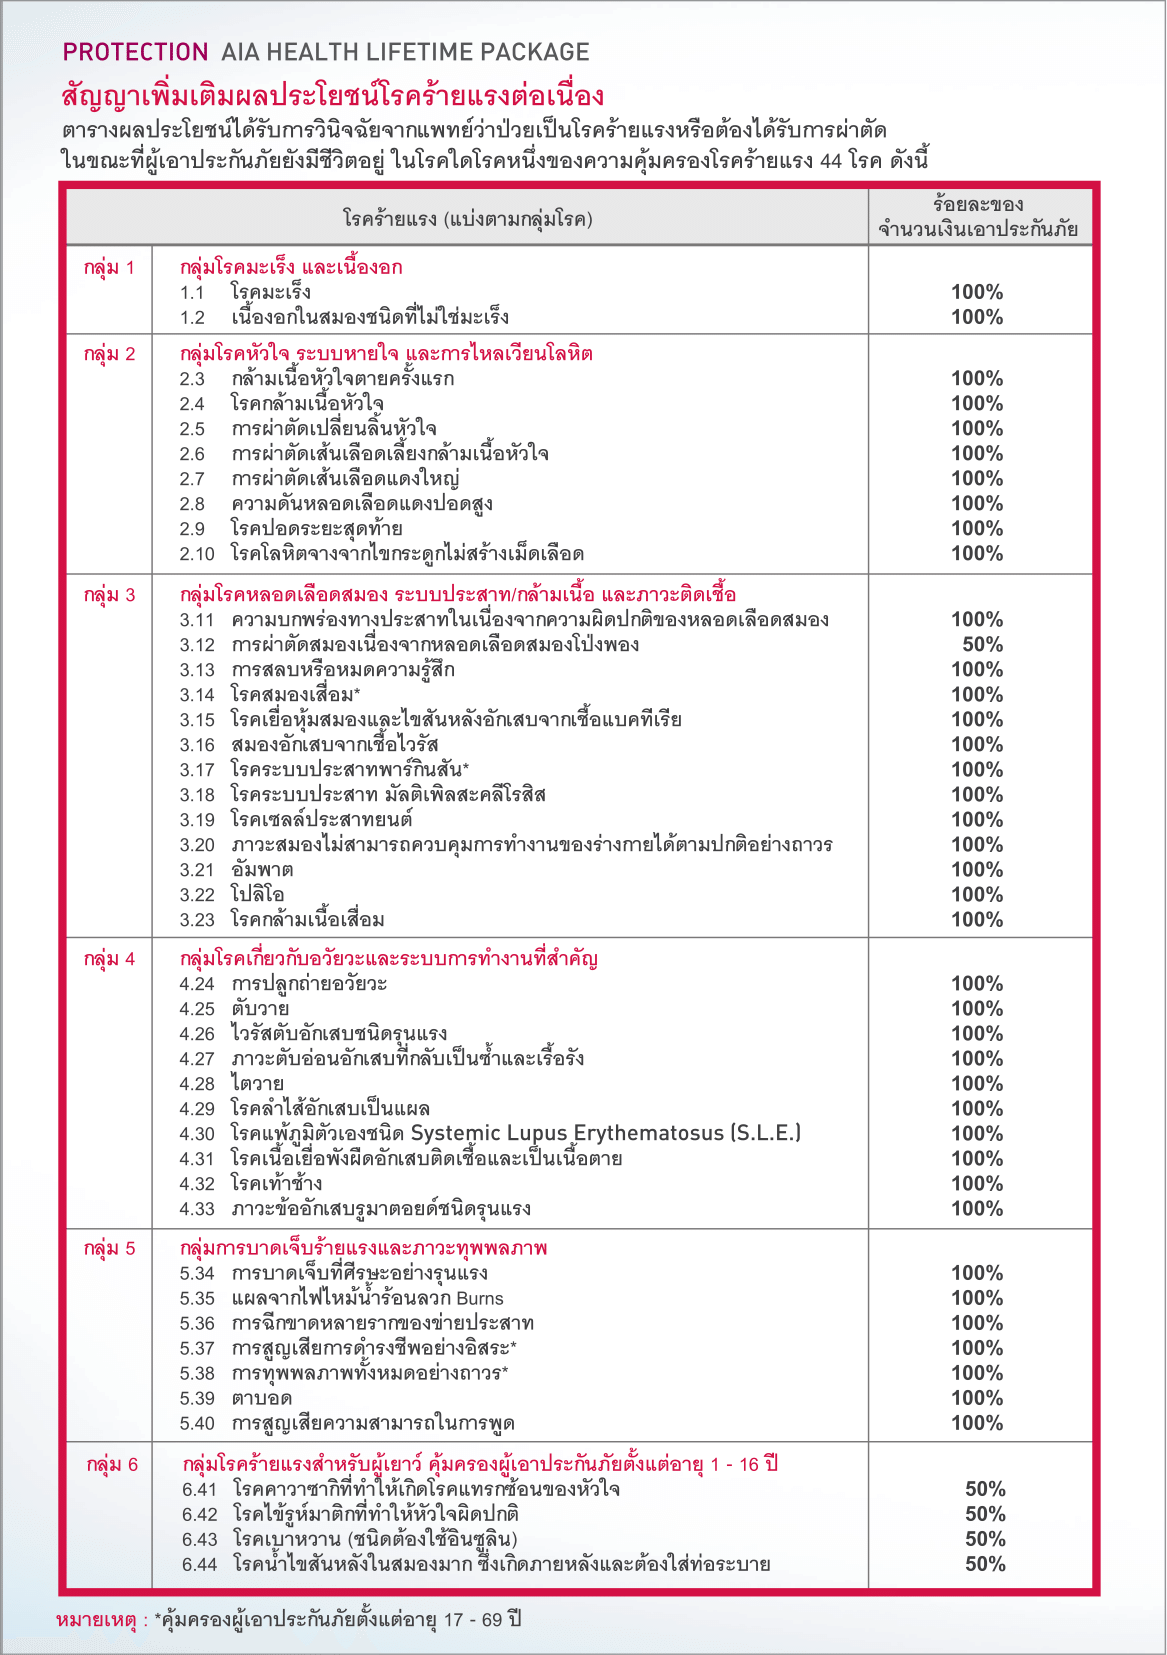 PROTECTION AIA HEALTH LIFETIME PACKAGE
สัญญาเพิ่มเติมผลประโยชน์โรคร้ายแรงต่อเนื่อง
ตารางผลประโยชน์ได้รับการวินิจฉัยจากแพทย์ว่าป่วยเป็นโรคร้ายแรงหรือต้องได้รับการผ่าตัด
ในขณะที่ผู้เอาประกันภัยยังมีชีวิตอยู่ ในโรคใดโรคหนึ่งของความคุ้มครองโรคร้ายแรง 44 โรค ดังนี้
โรคร้ายแรง (แบ่งตามกลุ่มโรค)
ร้อยละของ
จำนวนเงินเอาประกันภัย
กลุ่ม 1 กลุ่มโรคมะเร็ง และเนื้องอก
1.1 โรคมะเร็ง 100%
1.2 เนื้องอกในสมองชนิดที่ไม่ใช่มะเร็ง 100%
กลุ่ม 2 กลุ่มโรคหัวใจ ระบบหายใจ และการไหลเวียนโลหิต
2.3 กล้ามเนื้อหัวใจตายครั้งแรก 100%
2.4 โรคกล้ามเนื้อหัวใจ 100%
2.5 การผ่าตัดเปลี่ยนลิ้นหัวใจ 100%
2.6 การผ่าตัดเส้นเลือดเลี้ยงกล้ามเนื้อหัวใจ 100%
2.7 การผ่าตัดเส้นเลือดแดงใหญ่ 100%
2.8 ความดันหลอดเลือดแดงปอดสูง 100%
2.9 โรคปอดระยะสุดท้าย 100%
2.10 โรคโลหิตจางจากไขกระดูกไม่สร้างเม็ดเลือด 100%
กลุ่ม 3 กลุ่มโรคหลอดเลือดสมอง ระบบประสาท/กล้ามเนื้อ และภาวะติดเชื้อ
3.11 ความบกพร่องทางประสาทในเนื่องจากความผิดปกติของหลอดเลือดสมอง 100%
3.12 การผ่าตัดสมองเนื่องจากหลอดเลือดสมองโป่งพอง 50%
3.13 การสลบหรือหมดความรู้สึก 100%
3.14 โรคสมองเสื่อม* 100%
3.15 โรคเยื่อหุ้มสมองและไขสันหลังอักเสบจากเชื้อแบคทีเรีย 100%
3.16 สมองอักเสบจากเชื้อไวรัส 100%
3.17 โรคระบบประสาทพาร์กินสัน* 100%
3.18 โรคระบบประสาท มัลติเพิลสะคลีโรสิส 100%
3.19 โรคเซลล์ประสาทยนต์ 100%
3.20 ภาวะสมองไม่สามารถควบคุมการทำงานของร่างกายได้ตามปกติอย่างถาวร 100%
3.21 อัมพาต 100%
3.22 โปลิโอ 100%
3.23 โรคกล้ามเนื้อเสื่อม 100%
กลุ่ม 4 กลุ่มโรคเกี่ยวกับอวัยวะและระบบการทำงานที่สำคัญ
4.24 การปลูกถ่ายอวัยวะ 100%
4.25 ตับวาย 100%
4.26 ไวรัสตับอักเสบชนิดรุนแรง 100%
4.27 ภาวะตับอ่อนอักเสบที่กลับเป็นซ้ำและเรื้อรัง 100%
4.28 ไตวาย 100%
4.29 โรคลำไส้อักเสบเป็นแผล 100%
4.30 โรคแพ้ภูมิตัวเองชนิด Systemic Lupus Erythematosus (S.L.E.) 100%
4.31 โรคเนื้อเยื่อพังผืดอักเสบติดเชื้อและเป็นเนื้อตาย 100%
4.32 โรคเท้าช้าง 100%
4.33 ภาวะข้ออักเสบรูมาตอยด์ชนิดรุนแรง 100%
กลุ่ม 5 กลุ่มการบาดเจ็บร้ายแรงและภาวะทุพพลภาพ
5.34 การบาดเจ็บที่ศีรษะอย่างรุนแรง 100%
5.35 แผลจากไฟไหม้น้ำร้อนลวก Burns 100%
5.36 การฉีกขาดหลายรากของข่ายประสาท 100%
5.37 การสูญเสียการดำรงชีพอย่างอิสระ* 100%
5.38 การทุพพลภาพทั้งหมดอย่างถาวร* 100%
5.39 ตาบอด 100%
5.40 การสูญเสียความสามารถในการพูด 100%
กลุ่ม 6 กลุ่มโรคร้ายแรงสำหรับผู้เยาว์ คุ้มครองผู้เอาประกันภัยตั้งแต่อายุ 1 - 16 ปี
6.41 โรคคาวาซากิที่ทำให้เกิดโรคแทรกซ้อนของหัวใจ 50%
6.42 โรคไข้รูห์มาติกที่ทำให้หัวใจผิดปกติ 50%
6.43 โรคเบาหวาน (ชนิดต้องใช้อินซูลิน) 50%
6.44 โรคน้ำไขสันหลังในสมองมาก ซึ่งเกิดภายหลังและต้องใส่ท่อระบาย 50%
หมายเหตุ : *คุ้มครองผู้เอาประกันภัยตั้งแต่อายุ 17 - 69 ปี